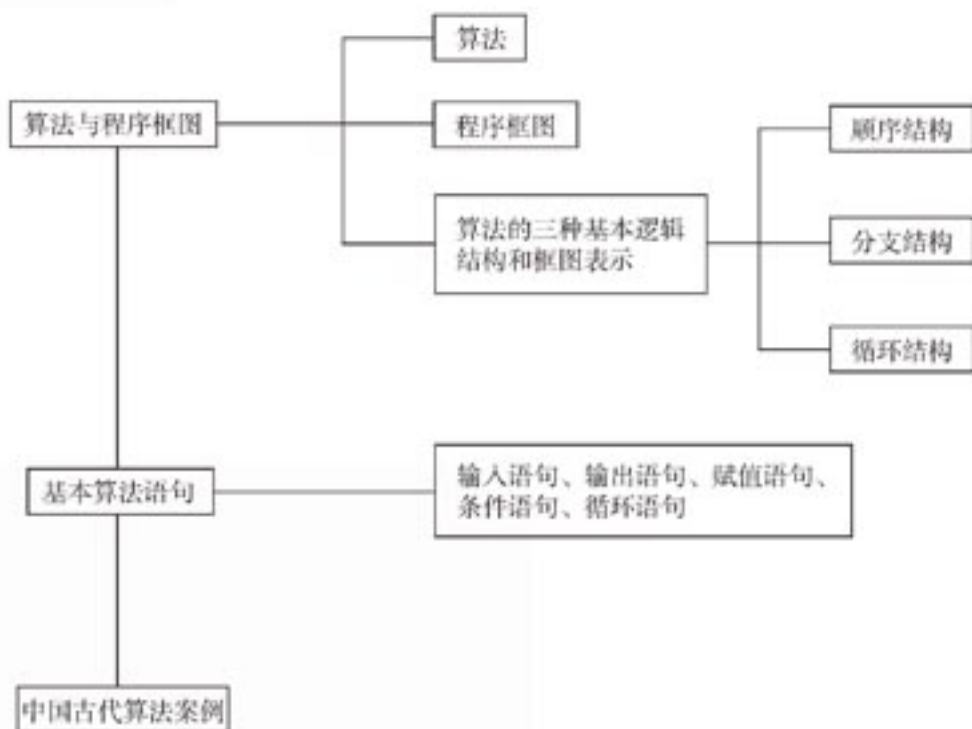 算法
算法与程序框图
程序框图
顺序结构
算法的三种基本逻辑
结构和框图表示
分支结构
循环结构
基本算法语句
输入语句、输出语句、赋值语句、
条件语句、循环语句
中国古代算法案例